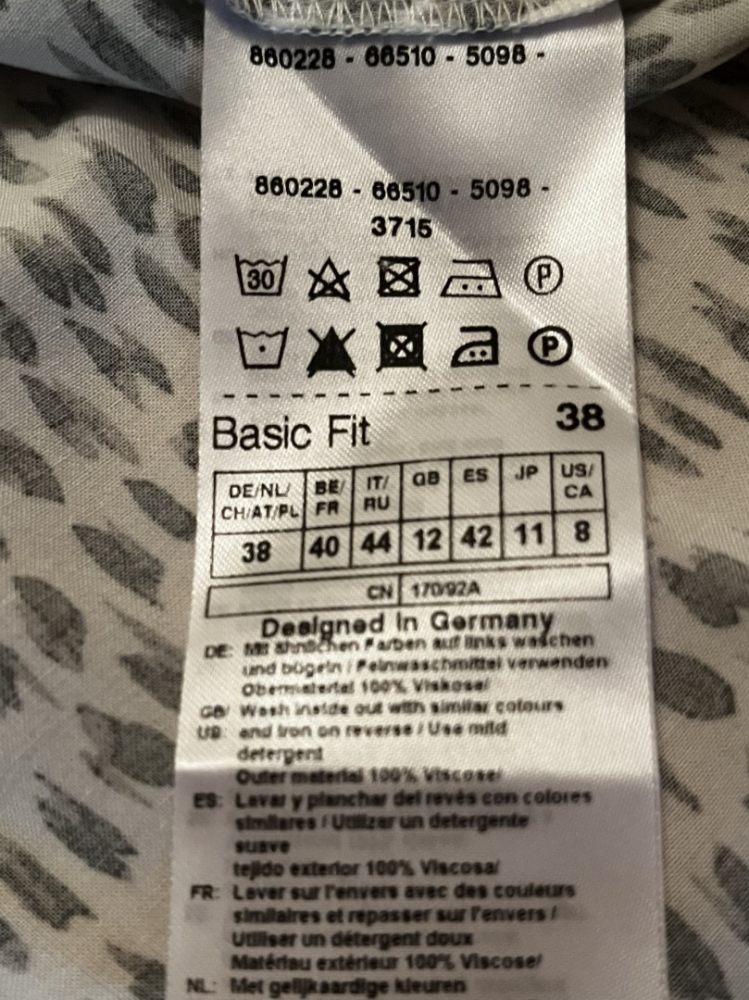 860228 - 66510 - 5098 -
860228 - 66510 - 5098 -
3715
30 P
P
Basic Fit 38
DE/NL/ BE/ IT/ GB ES JP US/
CH/AT/PL FR RU CA
38 40 44 12 42 11 8
CN 170/92A
Designed in Germany
DE: Mit ähnlichen Farben auf links waschen
und bügeln / Feinwaschmittel verwenden
Obermaterial 100% Viskose/
GB/ Wash inside out with similar colours
US: and iron on reverse / Use mild
detergent
Outer material 100% Viscose/
ES: Lavar y planchar del revés con colores
similares / Utilizar un detergente
suave
tejido exterior 100% Viscosa/
FR: Laver sur l'envers avec des couleurs
similaires et repasser sur l'envers /
Utiliser un détergent doux
Matériau extérieur 100% Viscose/
NL: Met gelijkaardige kleuren